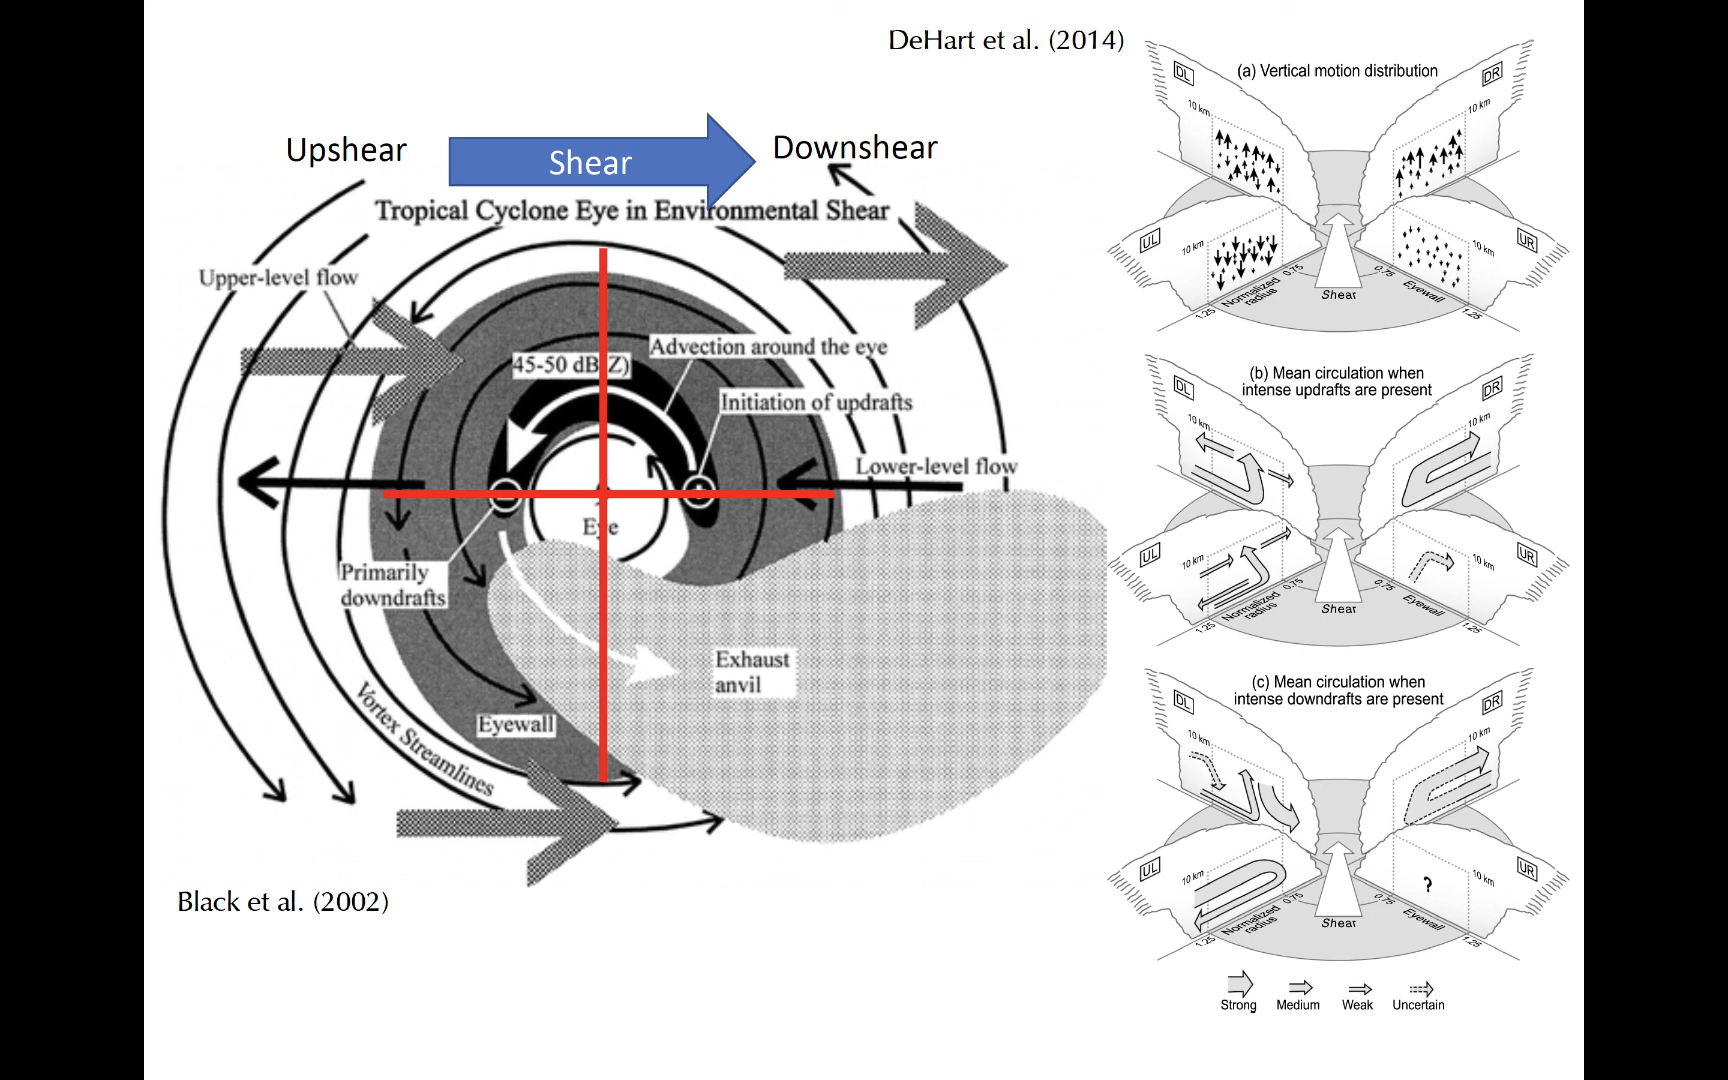 DeHart et al. (2014)
Upshear
Shear
Downshear
Tropical Cyclone Eye in Environmental Shear
Upper-level flow
45-50 dB(Z)
Advection around the eye
Initiation of updrafts
Lower-level flow
Eye
Primarily
downdrafts
Exhaust
anvil
Eyewall
Vortex Streamlines
Black et al. (2002)
(a) Vertical motion distribution
DL
DR
10 km
10 km
UL
UR
10 km
10 km
0.75
0.75
Normalized
radius
Shear
Eyewall
1.25
1.25
(b) Mean circulation when
intense updrafts are present
DL
DR
10 km
10 km
UL
UR
10 km
10 km
0.75
0.75
Normalized
radius
Shear
Eyewall
1.25
1.25
(c) Mean circulation when
intense downdrafts are present
DL
DR
10 km
10 km
UL
UR
10 km
10 km
?
0.75
0.75
Normalized
radius
Shear
Eyewall
1.25
1.25
Strong
Medium
Weak
Uncertain